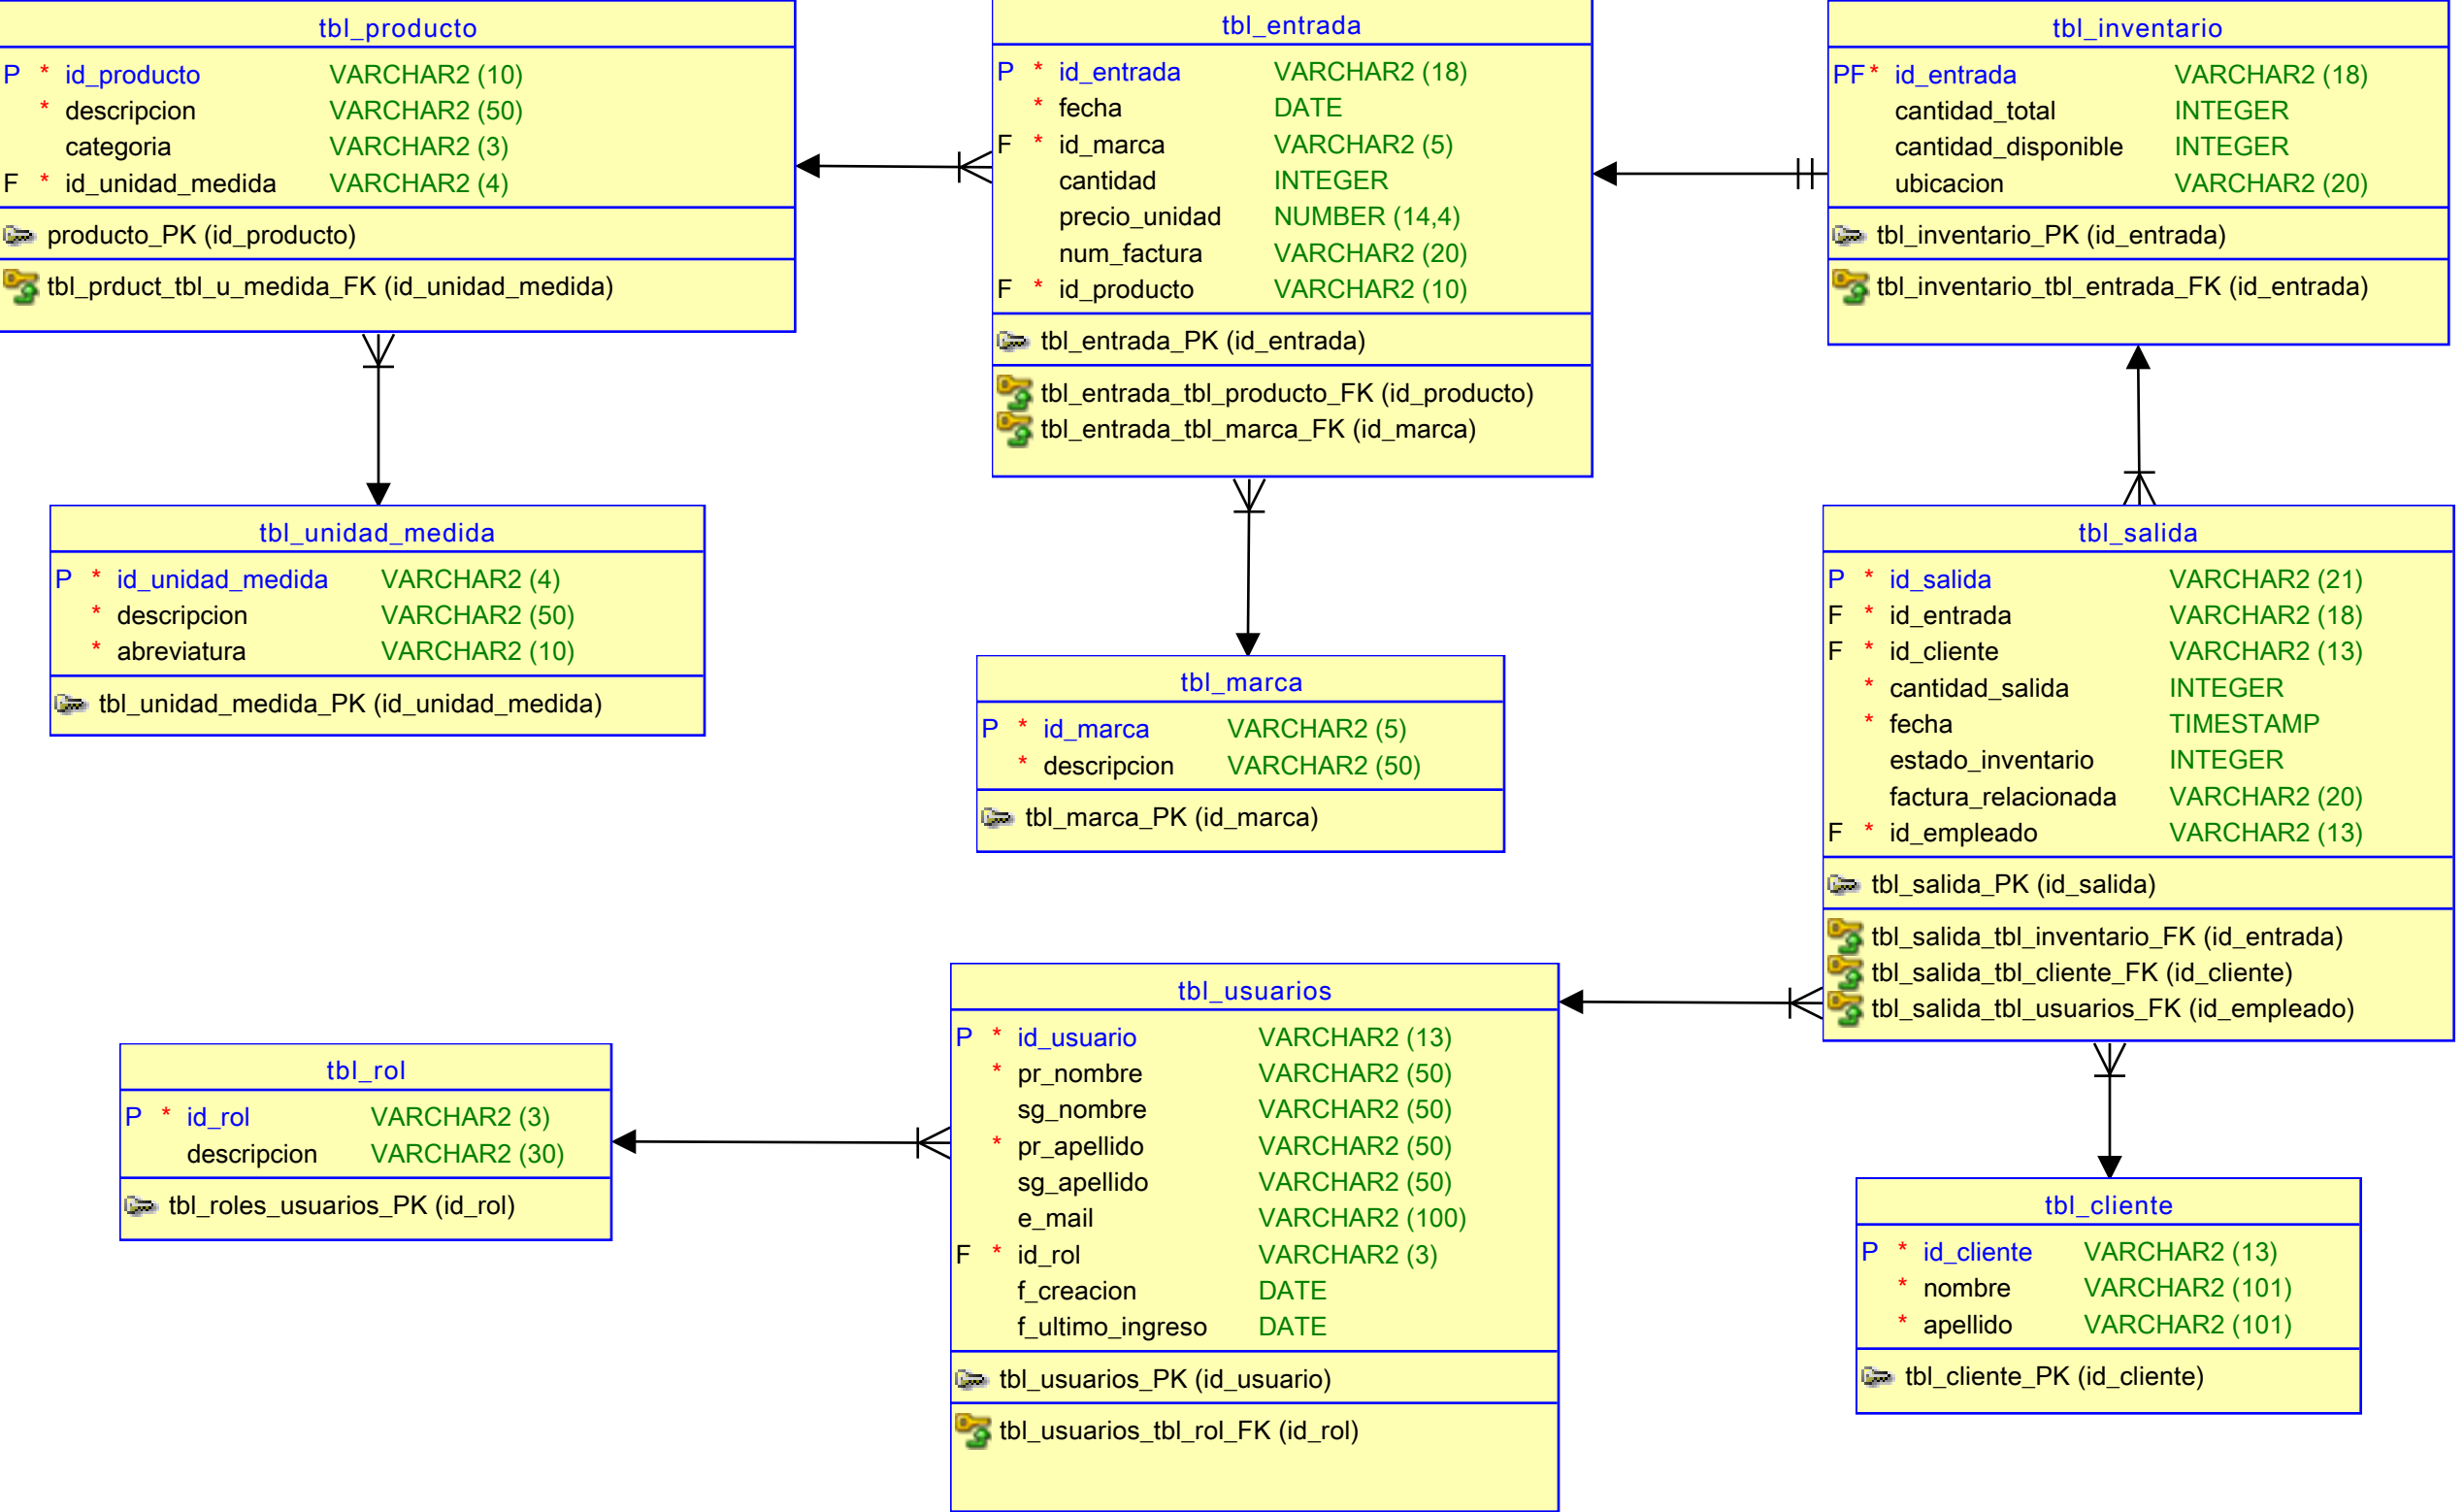 tbl_producto
P * id_producto VARCHAR2 (10)
* descripcion VARCHAR2 (50)
categoria VARCHAR2 (3)
F * id_unidad_medida VARCHAR2 (4)
producto_PK (id_producto)
tbl_prduct_tbl_u_medida_FK (id_unidad_medida)
tbl_entrada
P * id_entrada VARCHAR2 (18)
* fecha DATE
F * id_marca VARCHAR2 (5)
cantidad INTEGER
precio_unidad NUMBER (14,4)
num_factura VARCHAR2 (20)
F * id_producto VARCHAR2 (10)
tbl_entrada_PK (id_entrada)
tbl_entrada_tbl_producto_FK (id_producto)
tbl_entrada_tbl_marca_FK (id_marca)
tbl_inventario
PF * id_entrada VARCHAR2 (18)
cantidad_total INTEGER
cantidad_disponible INTEGER
ubicacion VARCHAR2 (20)
tbl_inventario_PK (id_entrada)
tbl_inventario_tbl_entrada_FK (id_entrada)
tbl_unidad_medida
P * id_unidad_medida VARCHAR2 (4)
* descripcion VARCHAR2 (50)
* abreviatura VARCHAR2 (10)
tbl_unidad_medida_PK (id_unidad_medida)
tbl_marca
P * id_marca VARCHAR2 (5)
* descripcion VARCHAR2 (50)
tbl_marca_PK (id_marca)
tbl_salida
P * id_salida VARCHAR2 (21)
F * id_entrada VARCHAR2 (18)
F * id_cliente VARCHAR2 (13)
* cantidad_salida INTEGER
* fecha TIMESTAMP
estado_inventario INTEGER
factura_relacionada VARCHAR2 (20)
F * id_empleado VARCHAR2 (13)
tbl_salida_PK (id_salida)
tbl_salida_tbl_inventario_FK (id_entrada)
tbl_salida_tbl_cliente_FK (id_cliente)
tbl_salida_tbl_usuarios_FK (id_empleado)
tbl_rol
P * id_rol VARCHAR2 (3)
descripcion VARCHAR2 (30)
tbl_roles_usuarios_PK (id_rol)
tbl_usuarios
P * id_usuario VARCHAR2 (13)
* pr_nombre VARCHAR2 (50)
sg_nombre VARCHAR2 (50)
* pr_apellido VARCHAR2 (50)
sg_apellido VARCHAR2 (50)
e_mail VARCHAR2 (100)
F * id_rol VARCHAR2 (3)
f_creacion DATE
f_ultimo_ingreso DATE
tbl_usuarios_PK (id_usuario)
tbl_usuarios_tbl_rol_FK (id_rol)
tbl_cliente
P * id_cliente VARCHAR2 (13)
* nombre VARCHAR2 (101)
* apellido VARCHAR2 (101)
tbl_cliente_PK (id_cliente)